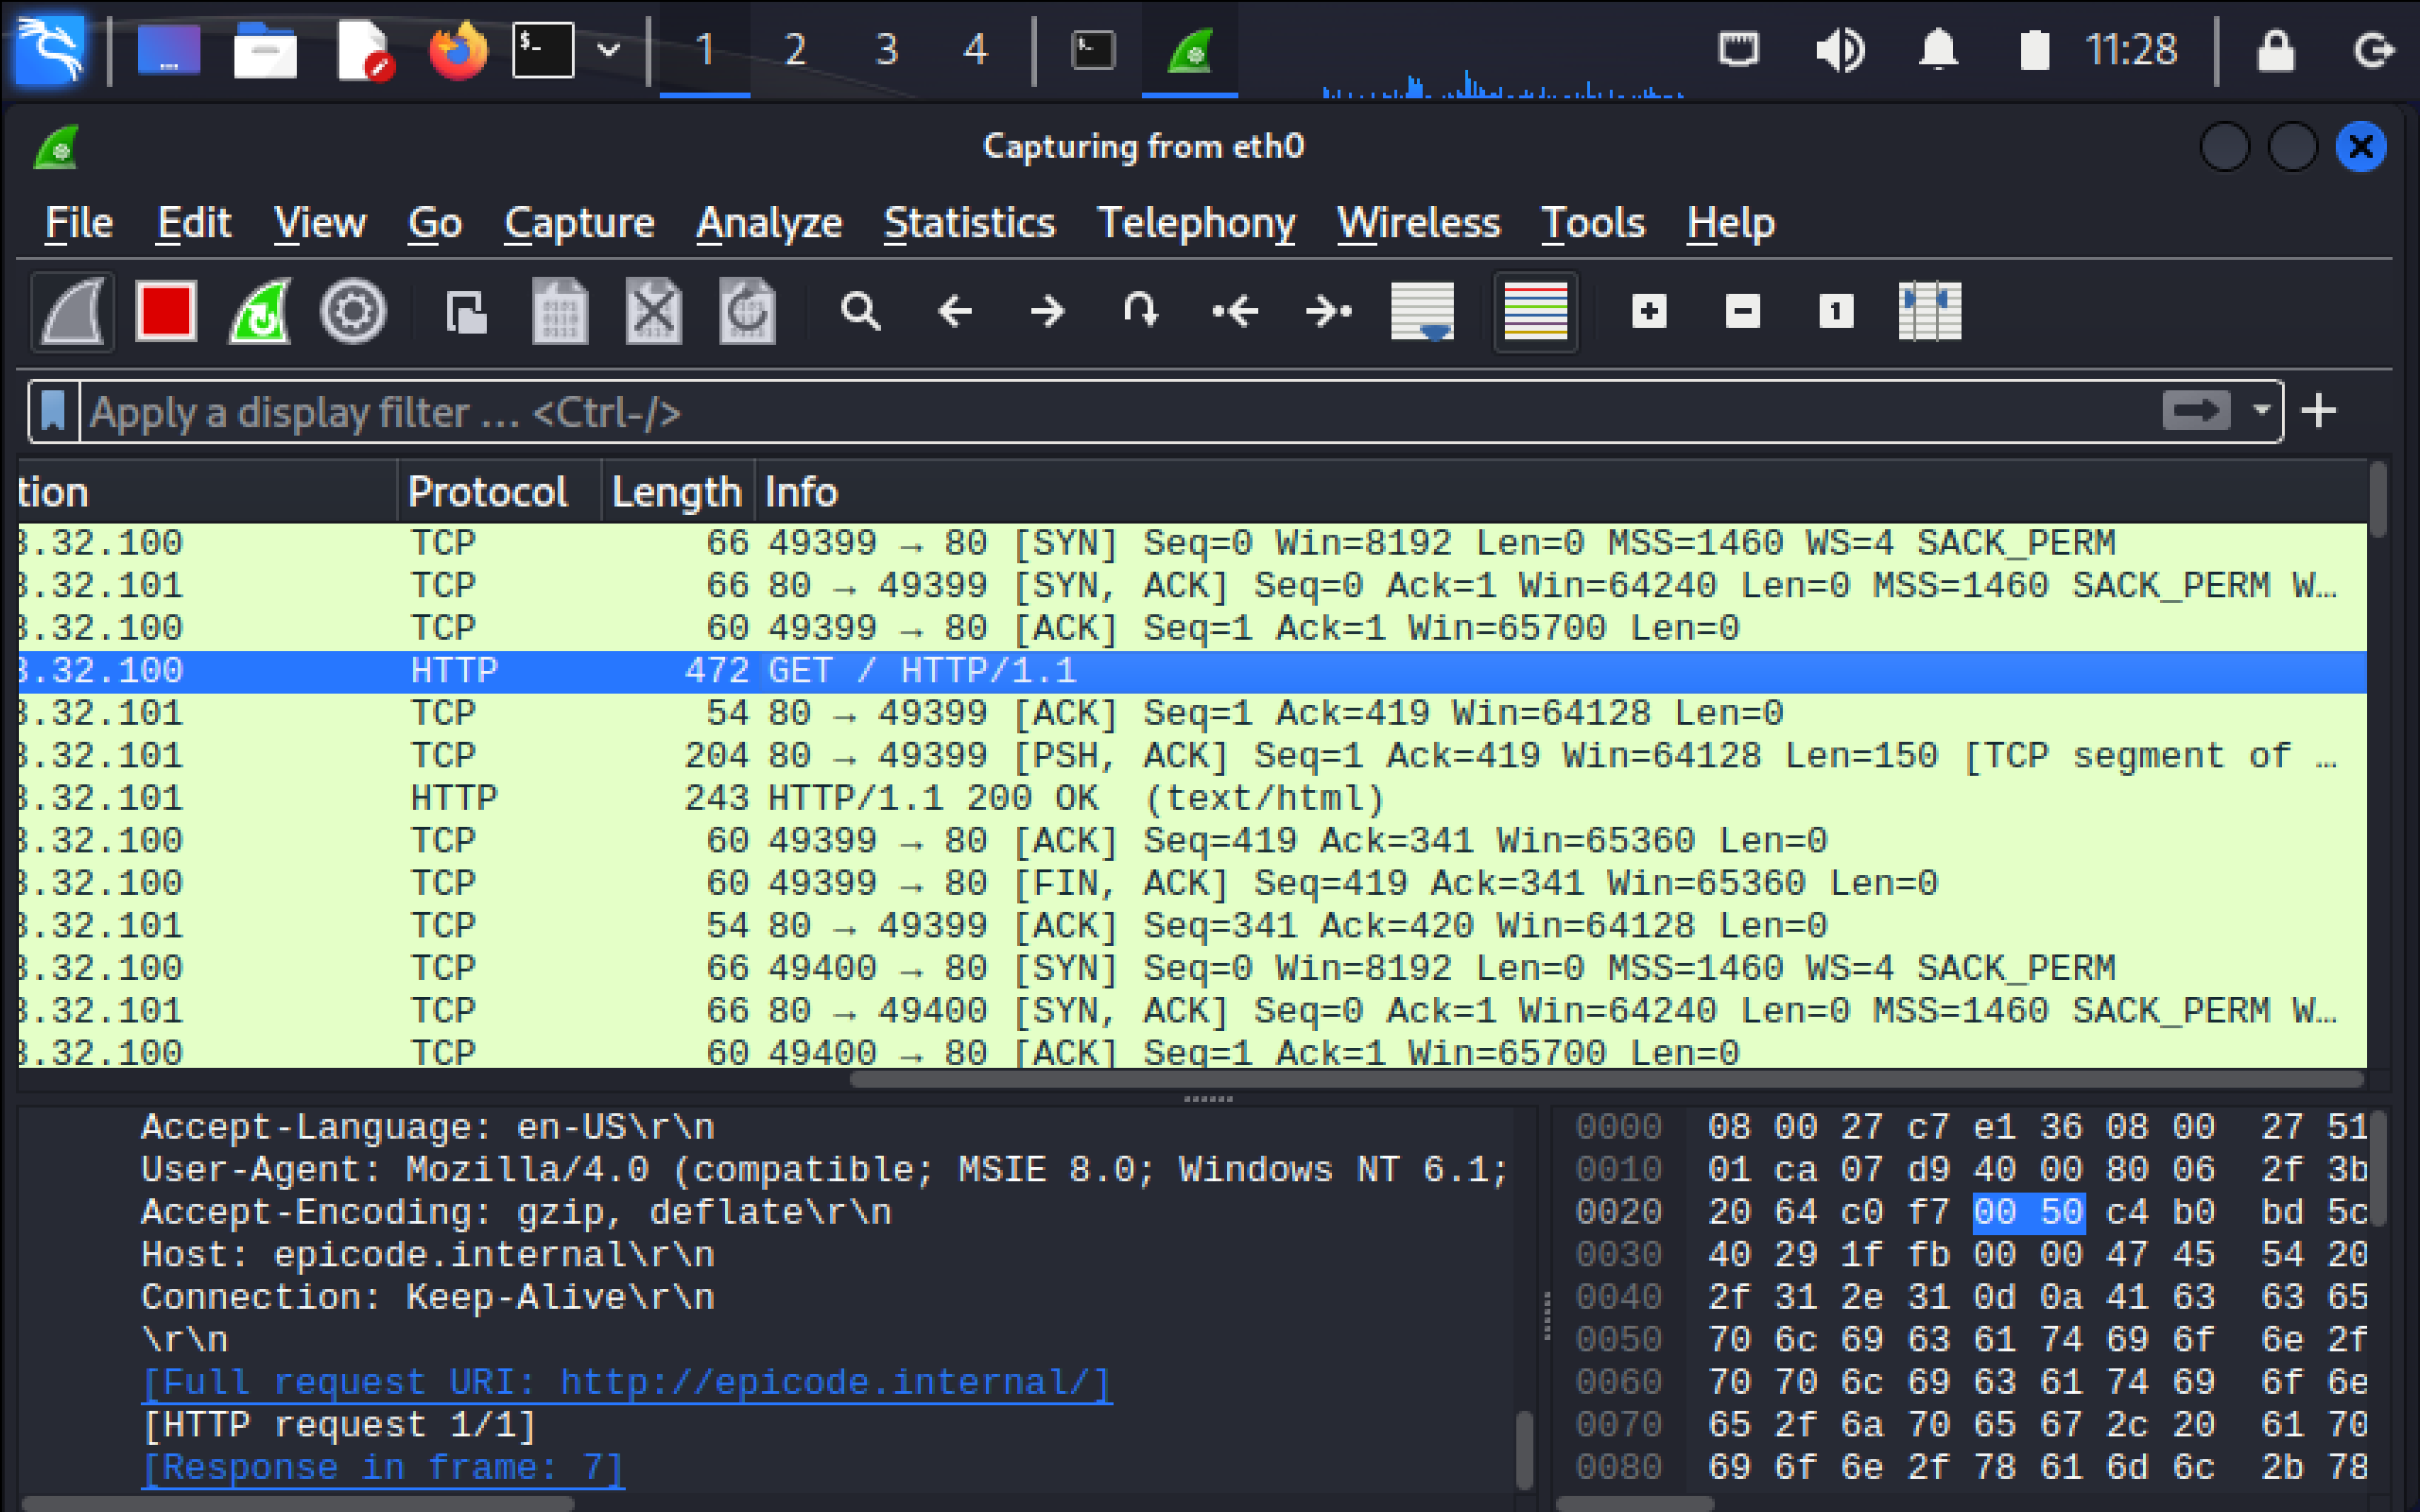 $_ 1 2 3 4 11:28
Capturing from eth0
File Edit View Go Capture Analyze Statistics Telephony Wireless Tools Help
Apply a display filter … <Ctrl-/>
tion Protocol Length Info
.32.100 TCP 66 49399 → 80 [SYN] Seq=0 Win=8192 Len=0 MSS=1460 WS=4 SACK_PERM
.32.101 TCP 66 80 → 49399 [SYN, ACK] Seq=0 Ack=1 Win=64240 Len=0 MSS=1460 SACK_PERM W…
.32.100 TCP 60 49399 → 80 [ACK] Seq=1 Ack=1 Win=65700 Len=0
.32.100 HTTP 472 GET / HTTP/1.1
.32.101 TCP 54 80 → 49399 [ACK] Seq=1 Ack=419 Win=64128 Len=0
.32.101 TCP 204 80 → 49399 [PSH, ACK] Seq=1 Ack=419 Win=64128 Len=150 [TCP segment of …
.32.101 HTTP 243 HTTP/1.1 200 OK (text/html)
.32.100 TCP 60 49399 → 80 [ACK] Seq=419 Ack=341 Win=65360 Len=0
.32.100 TCP 60 49399 → 80 [FIN, ACK] Seq=419 Ack=341 Win=65360 Len=0
.32.101 TCP 54 80 → 49399 [ACK] Seq=341 Ack=420 Win=64128 Len=0
.32.100 TCP 66 49400 → 80 [SYN] Seq=0 Win=8192 Len=0 MSS=1460 WS=4 SACK_PERM
.32.101 TCP 66 80 → 49400 [SYN, ACK] Seq=0 Ack=1 Win=64240 Len=0 MSS=1460 SACK_PERM W…
.32.100 TCP 60 49400 → 80 [ACK] Seq=1 Ack=1 Win=65700 Len=0
Accept-Language: en-US\r\n
User-Agent: Mozilla/4.0 (compatible; MSIE 8.0; Windows NT 6.1;
Accept-Encoding: gzip, deflate\r\n
Host: epicode.internal\r\n
Connection: Keep-Alive\r\n
\r\n
[Full request URI: http://epicode.internal/]
[HTTP request 1/1]
[Response in frame: 7]
0000 08 00 27 c7 e1 36 08 00 27 51
0010 01 ca 07 d9 40 00 80 06 2f 3b
0020 20 64 c0 f7 00 50 c4 b0 bd 5c
0030 40 29 1f fb 00 00 47 45 54 20
0040 2f 31 2e 31 0d 0a 41 63 63 65
0050 70 6c 69 63 61 74 69 6f 6e 2f
0060 70 70 6c 69 63 61 74 69 6f 6e
0070 65 2f 6a 70 65 67 2c 20 61 70
0080 69 6f 6e 2f 78 61 6d 6c 2b 78